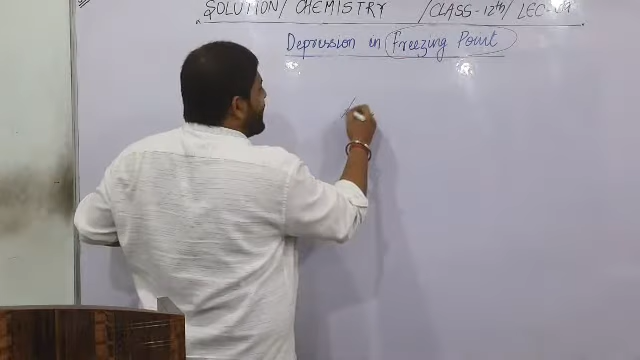 SOLUTION/ CHEMISTRY /CLASS-12th/ LEC-
Depression in Freezing Point